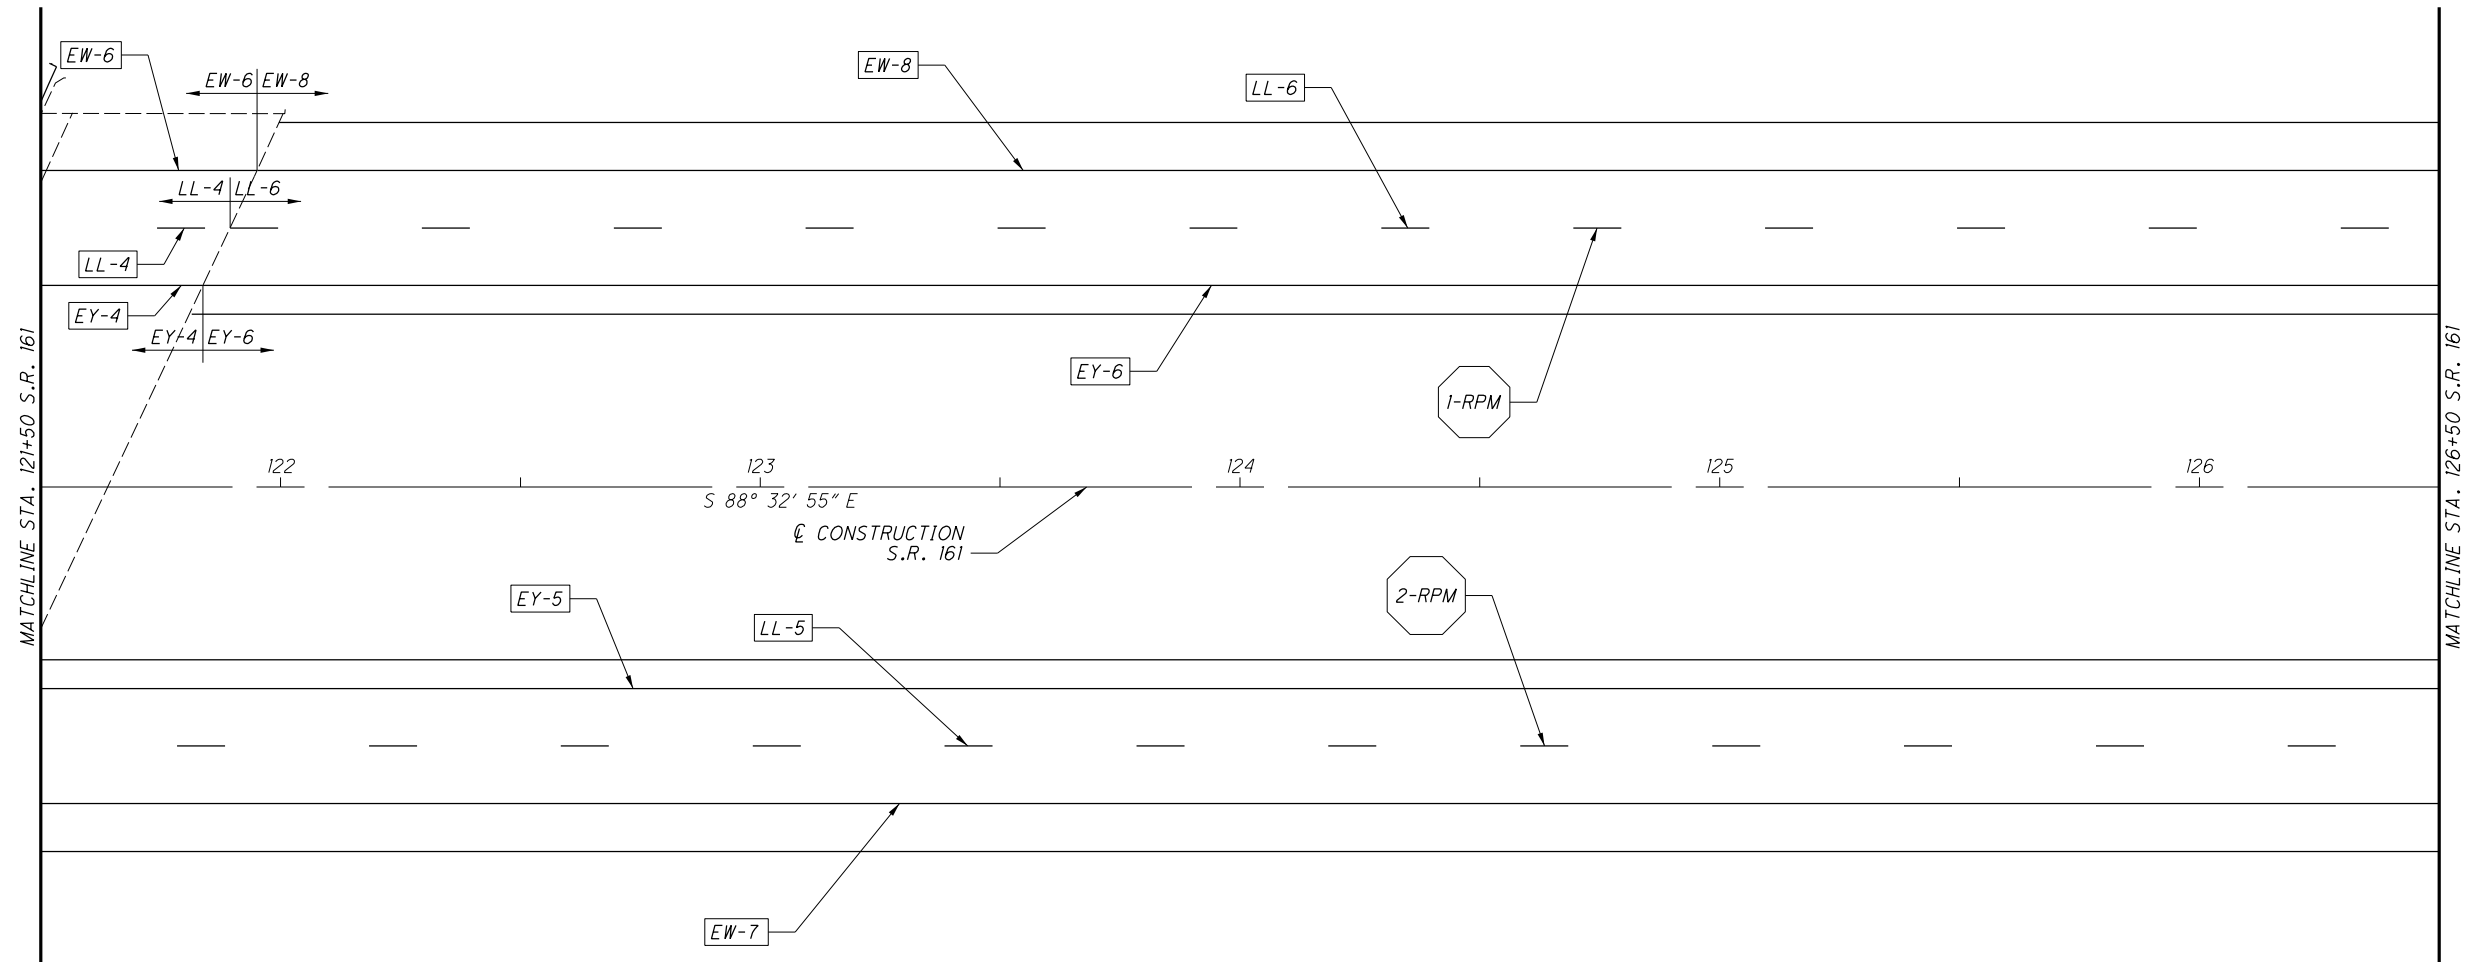 EW-6
EW-6 EW-8
EW-8
LL-6
LL-4 LL-6
LL-4
EY-4
EY-4 EY-6
EY-6
1-RPM
MATCHLINE STA. 121+50 S.R. 161
MATCHLINE STA. 126+50 S.R. 161
122 123 124 125 126
S 88° 32' 55" E
℄ CONSTRUCTION
S.R. 161
2-RPM
EY-5
LL-5
EW-7